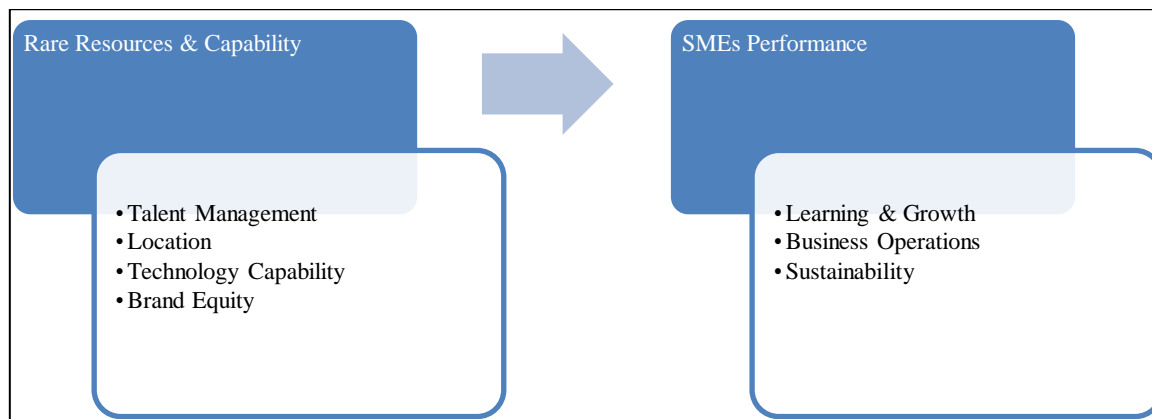 Rare Resources & Capability
• Talent Management
• Location
• Technology Capability
• Brand Equity
SMEs Performance
• Learning & Growth
• Business Operations
• Sustainability